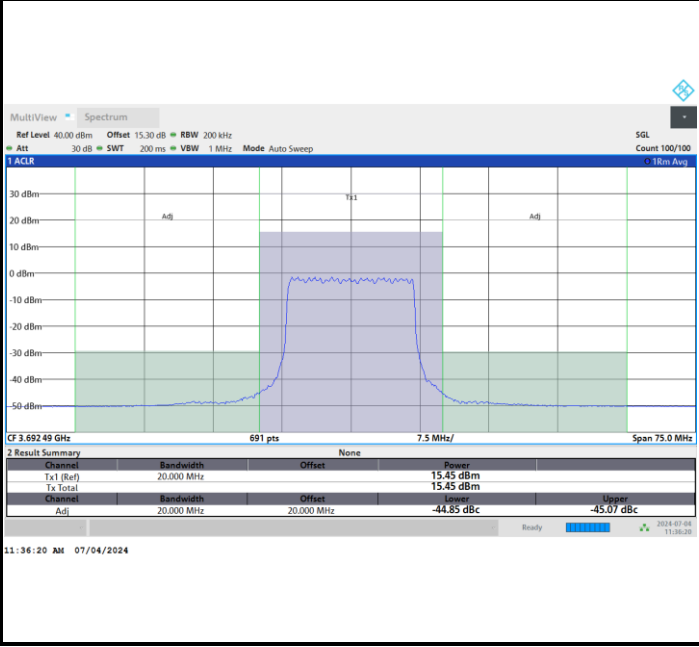 MultiView Spectrum
Ref Level 40.00 dBm Offset 15.30 dB RBW 200 kHz SGL
Att 30 dB SWT 200 ms VBW 1 MHz Mode Auto Sweep Count 100/100
1 ACLR 1Rm Avg
30 dBm
Tx1
20 dBm
Adj Adj
10 dBm
0 dBm
-10 dBm
-20 dBm
-30 dBm
-40 dBm
-50 dBm
CF 3.692 49 GHz 691 pts 7.5 MHz/ Span 75.0 MHz
2 Result Summary None
Channel Bandwidth Offset Power
Tx1 (Ref) 20.000 MHz 15.45 dBm
Tx Total 15.45 dBm
Channel Bandwidth Offset Lower Upper
Adj 20.000 MHz 20.000 MHz -44.85 dBc -45.07 dBc
Ready 11:36:20
11:36:20 AM 07/04/2024